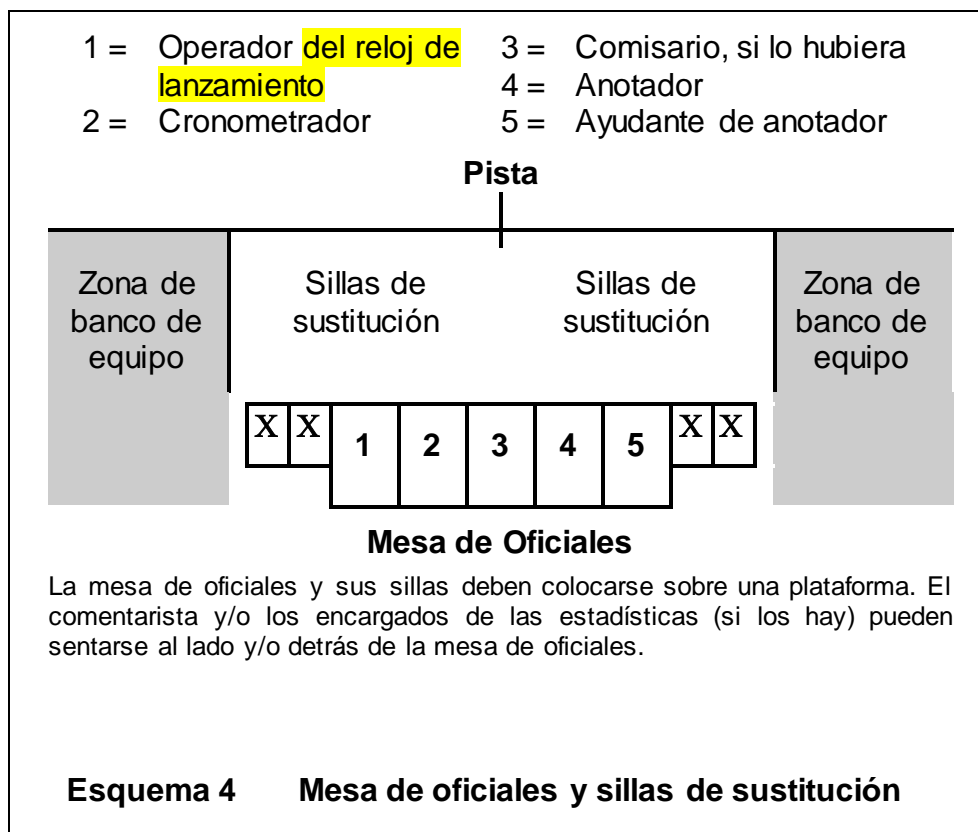 1 = Operador del reloj de lanzamiento
2 = Cronometrador
3 = Comisario, si lo hubiera
4 = Anotador
5 = Ayudante de anotador
Pista
Zona de
banco de
equipo
Sillas de
sustitución
Sillas de
sustitución
Zona de
banco de
equipo
X X 1 2 3 4 5 X X
Mesa de Oficiales
La mesa de oficiales y sus sillas deben colocarse sobre una plataforma. El
comentarista y/o los encargados de las estadísticas (si los hay) pueden
sentarse al lado y/o detrás de la mesa de oficiales.
Esquema 4 Mesa de oficiales y sillas de sustitución